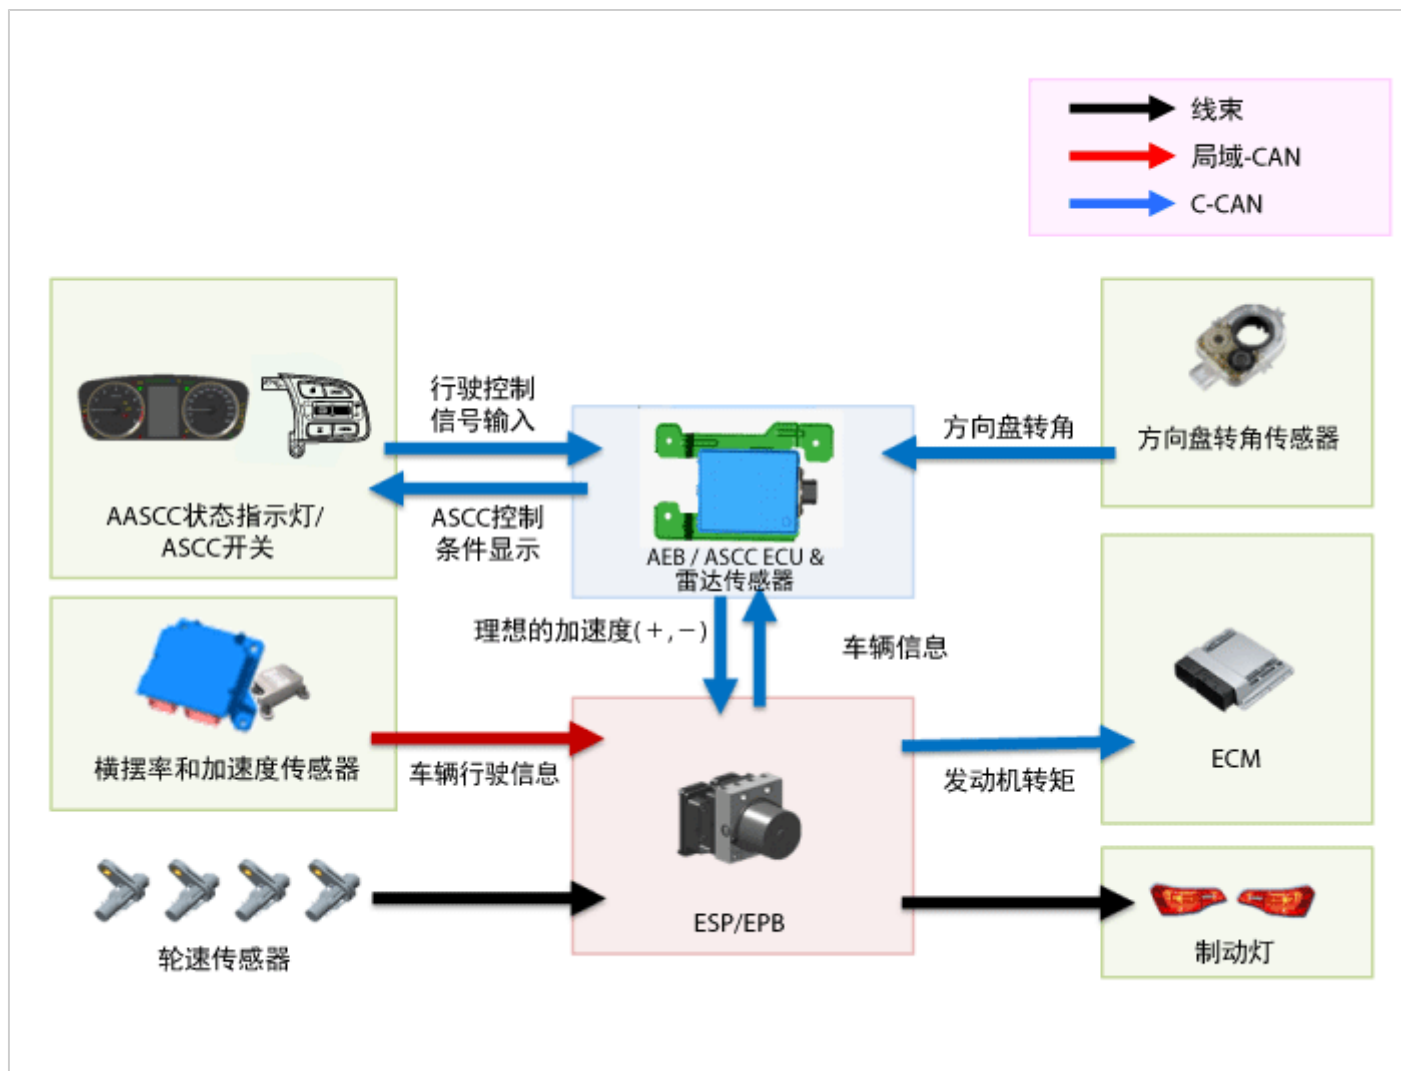 线束
局域-CAN
C-CAN
行驶控制
信号输入
方向盘转角
方向盘转角传感器
AASCC状态指示灯/
ASCC开关
ASCC控制
条件显示
AEB / ASCC ECU &
雷达传感器
理想的加速度(+,−)
车辆信息
横摆率和加速度传感器
车辆行驶信息
发动机转矩
ECM
ESP/EPB
轮速传感器
制动灯